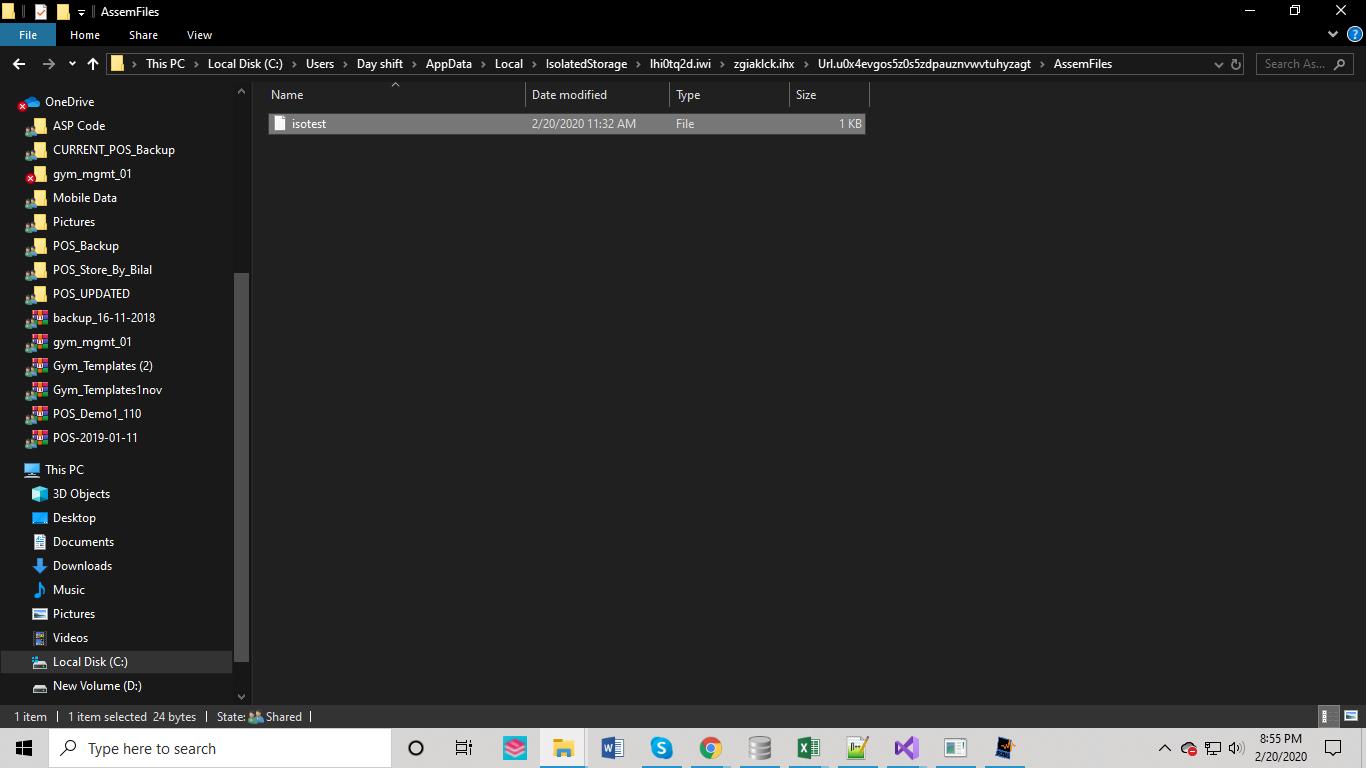 AssemFiles
File Home Share View
This PC Local Disk (C:) Users Day shift AppData Local IsolatedStorage lhi0tq2d.iwi zgiaklck.ihx Url.u0x4evgos5z0s5zdpauznvwvtuhyzagt AssemFiles
Search As...
Name Date modified Type Size
isotest 2/20/2020 11:32 AM File 1 KB
OneDrive
ASP Code
CURRENT_POS_Backup
gym_mgmt_01
Mobile Data
Pictures
POS_Backup
POS_Store_By_Bilal
POS_UPDATED
backup_16-11-2018
gym_mgmt_01
Gym_Templates (2)
Gym_Templates1nov
POS_Demo1_110
POS-2019-01-11
This PC
3D Objects
Desktop
Documents
Downloads
Music
Pictures
Videos
Local Disk (C:)
New Volume (D:)
1 item 1 item selected 24 bytes State: Shared
Type here to search
8:55 PM
2/20/2020